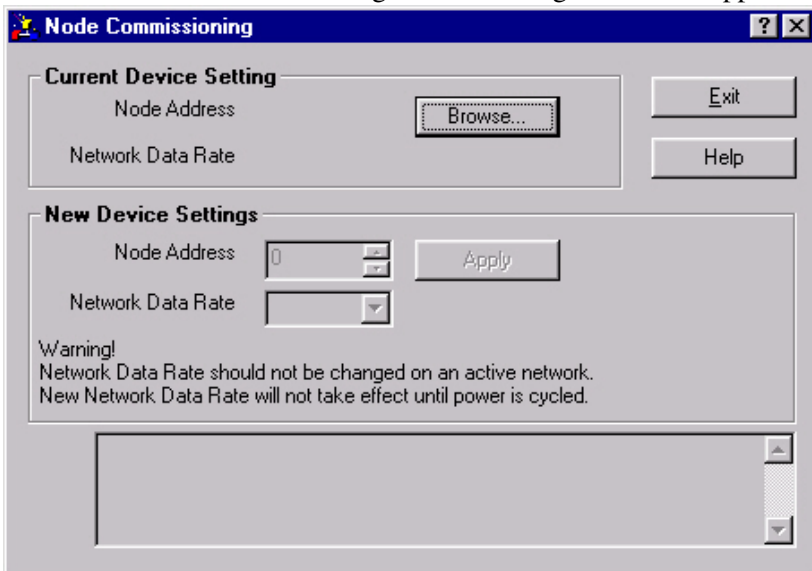 Node Commissioning
Current Device Setting
Node Address
Browse...
Exit
Network Data Rate
Help
New Device Settings
Node Address 0
Apply
Network Data Rate
Warning!
Network Data Rate should not be changed on an active network.
New Network Data Rate will not take effect until power is cycled.